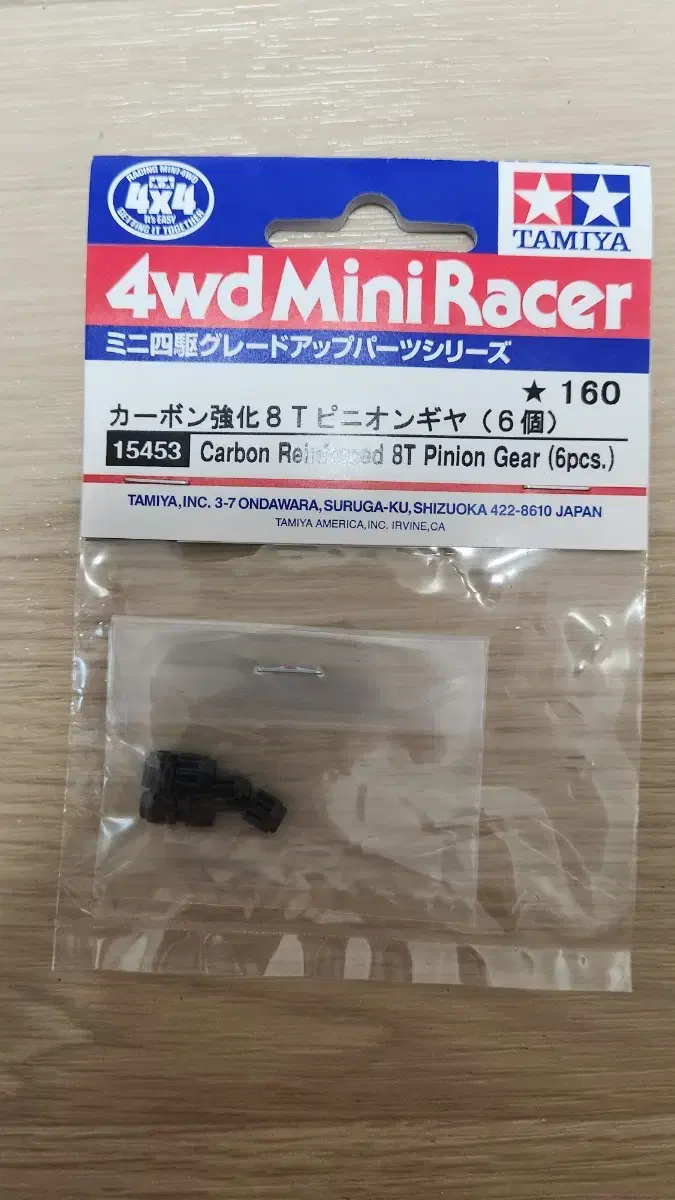 RACING MINI 4WD
4x4
It's EASY
GETTING IT TOGETHER
TAMIYA
4wd Mini Racer
ミニ四駆グレードアップパーツシリーズ
★ 160
カーボン強化8Tピニオンギヤ(6個)
15453 Carbon Reinforced 8T Pinion Gear (6pcs.)
TAMIYA,INC. 3-7 ONDAWARA,SURUGA-KU,SHIZUOKA 422-8610 JAPAN
TAMIYA AMERICA,INC. IRVINE,CA